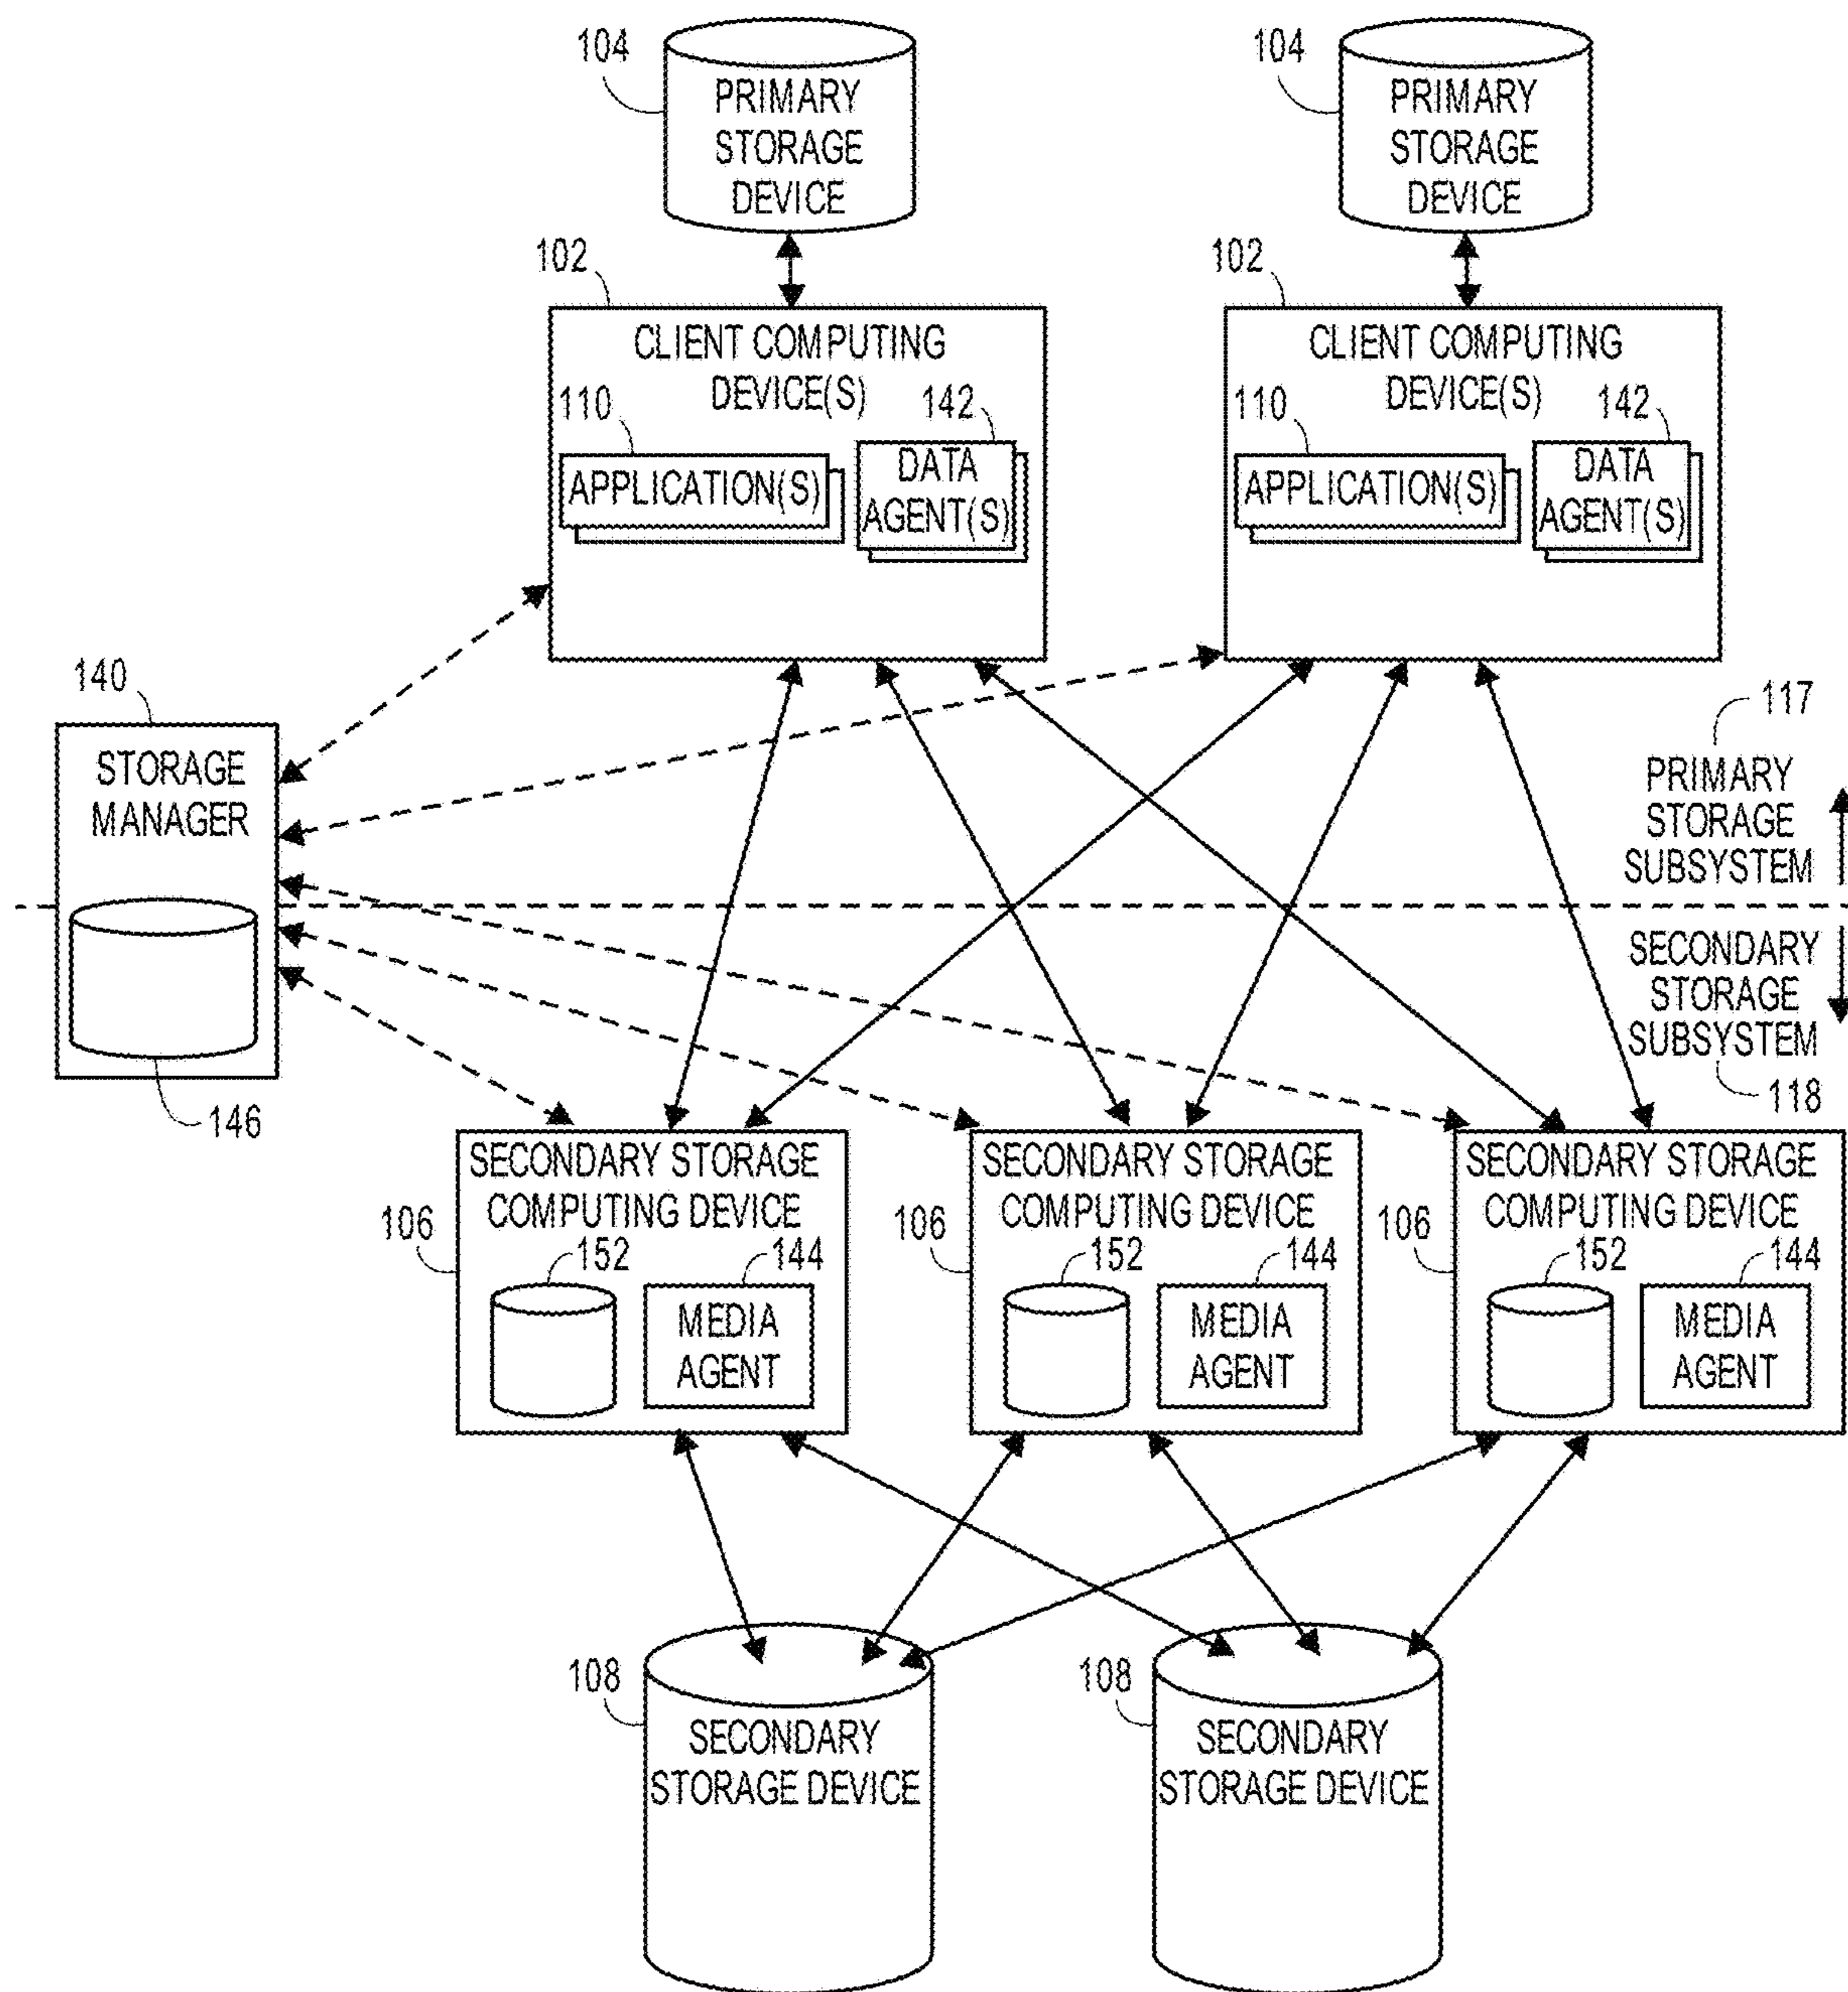 104
PRIMARY
STORAGE
DEVICE
104
PRIMARY
STORAGE
DEVICE
102
CLIENT COMPUTING
DEVICE(S)
110
142
APPLICATION(S)
DATA
AGENT(S)
102
CLIENT COMPUTING
DEVICE(S)
110
142
APPLICATION(S)
DATA
AGENT(S)
140
STORAGE
MANAGER
146
117
PRIMARY
STORAGE
SUBSYSTEM
SECONDARY
STORAGE
SUBSYSTEM
118
106
SECONDARY STORAGE
COMPUTING DEVICE
152
144
MEDIA
AGENT
106
SECONDARY STORAGE
COMPUTING DEVICE
152
144
MEDIA
AGENT
106
SECONDARY STORAGE
COMPUTING DEVICE
152
144
MEDIA
AGENT
108
SECONDARY
STORAGE DEVICE
108
SECONDARY
STORAGE DEVICE